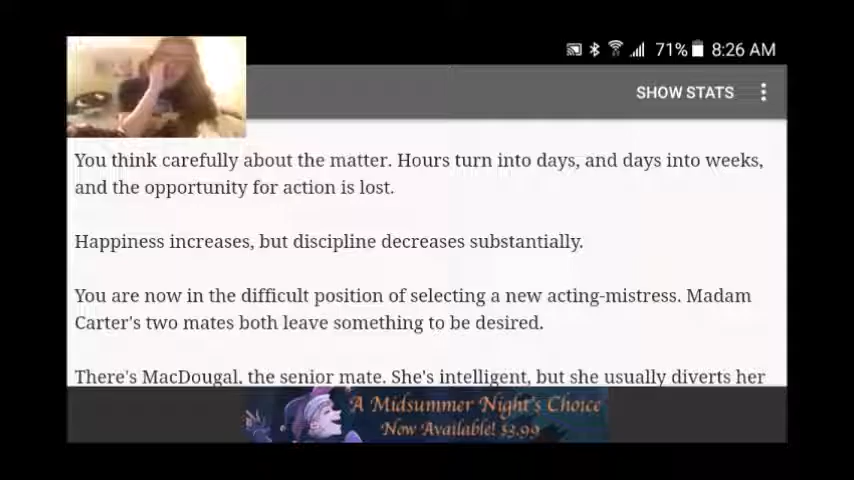 71% 8:26 AM
SHOW STATS
You think carefully about the matter. Hours turn into days, and days into weeks,
and the opportunity for action is lost.
Happiness increases, but discipline decreases substantially.
You are now in the difficult position of selecting a new acting-mistress. Madam
Carter's two mates both leave something to be desired.
There's MacDougal, the senior mate. She's intelligent, but she usually diverts her
A Midsummer Night's Choice
Now Available! $3.99